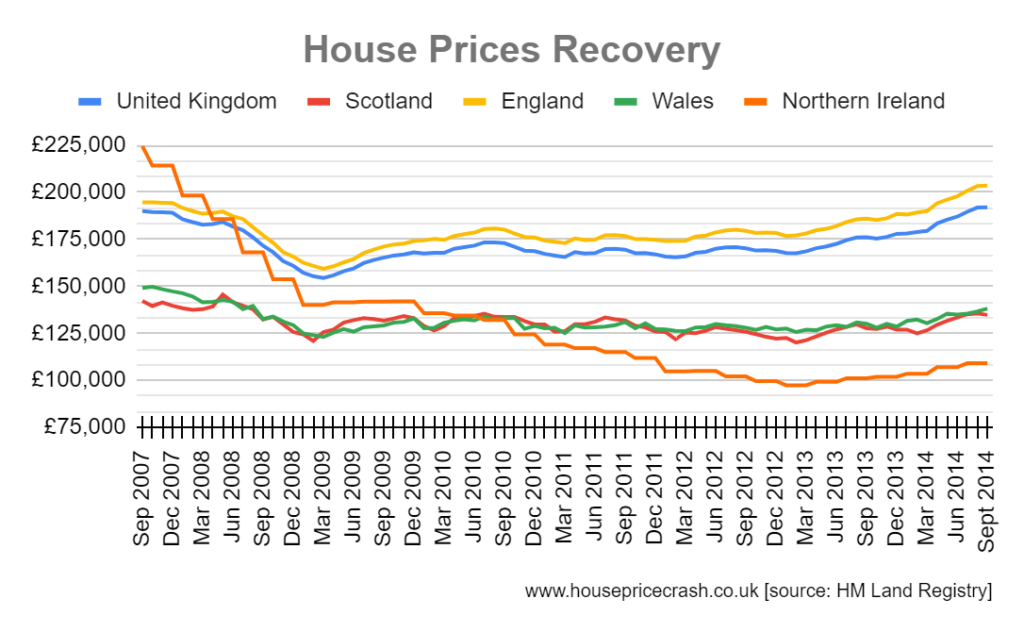 House Prices Recovery
United Kingdom Scotland England Wales Northern Ireland
£225,000
£200,000
£175,000
£150,000
£125,000
£100,000
£75,000
Sep 2007
Dec 2007
Mar 2008
Jun 2008
Sep 2008
Dec 2008
Mar 2009
Jun 2009
Sep 2009
Dec 2009
Mar 2010
Jun 2010
Sep 2010
Dec 2010
Mar 2011
Jun 2011
Sep 2011
Dec 2011
Mar 2012
Jun 2012
Sep 2012
Dec 2012
Mar 2013
Jun 2013
Sep 2013
Dec 2013
Mar 2014
Jun 2014
Sept 2014
www.housepricecrash.co.uk [source: HM Land Registry]